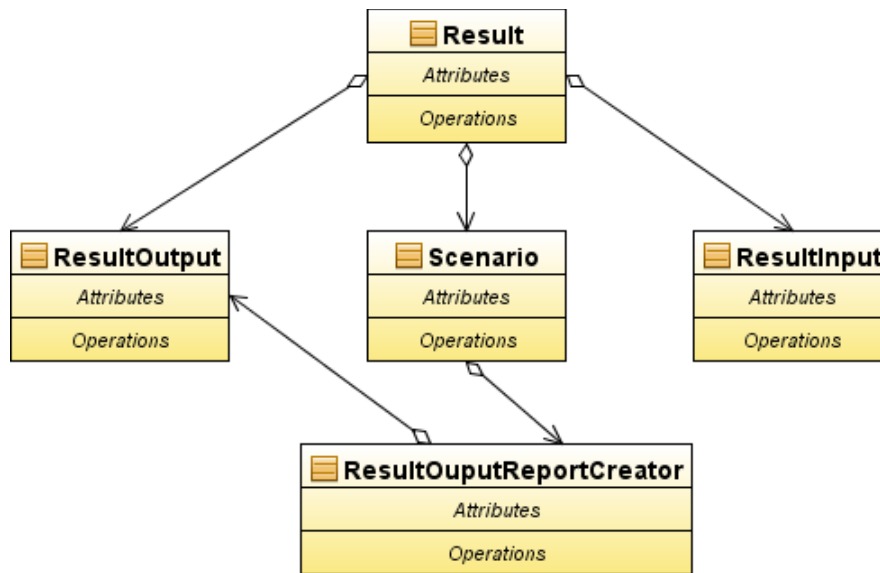 Result
Attributes
Operations
ResultOutput
Attributes
Operations
Scenario
Attributes
Operations
ResultInput
Attributes
Operations
ResultOuputReportCreator
Attributes
Operations